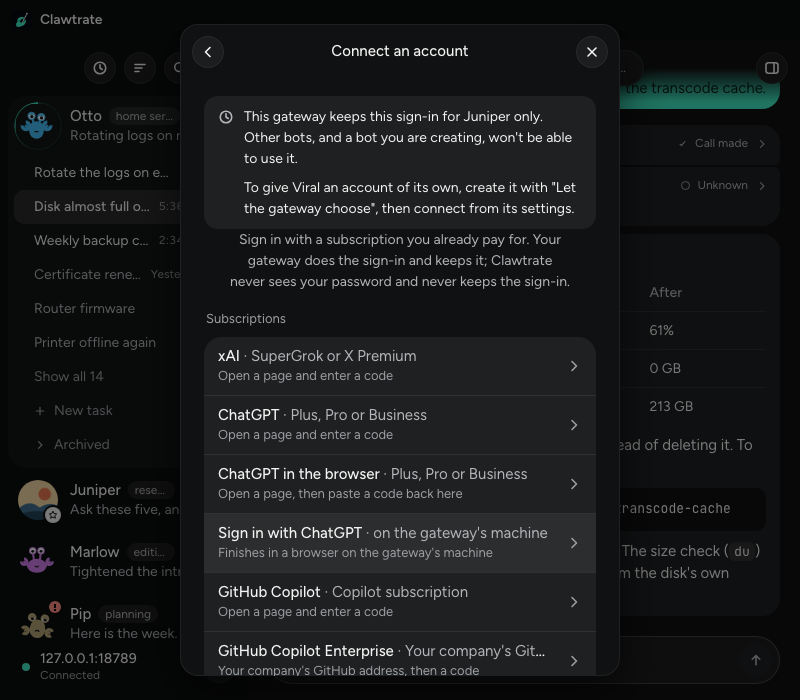 Clawtrate
Connect an account
the transcode cache.
Otto home ser...
Rotating logs on
Rotate the logs on e...
Disk almost full o... 5:36
Weekly backup c... 2:34
Certificate rene... Yeste
Router firmware
Printer offline again
Show all 14
+ New task
Archived
Juniper rese...
Ask these five, an
Marlow editi...
Tightened the intr
Pip planning
Here is the week.
127.0.0.1:18789
Connected
This gateway keeps this sign-in for Juniper only.
Other bots, and a bot you are creating, won't be able
to use it.
To give Viral an account of its own, create it with "Let
the gateway choose", then connect from its settings.
Sign in with a subscription you already pay for. Your
gateway does the sign-in and keeps it; Clawtrate
never sees your password and never keeps the sign-in.
Subscriptions
xAI · SuperGrok or X Premium
Open a page and enter a code
ChatGPT · Plus, Pro or Business
Open a page and enter a code
ChatGPT in the browser · Plus, Pro or Business
Open a page, then paste a code back here
Sign in with ChatGPT · on the gateway's machine
Finishes in a browser on the gateway's machine
GitHub Copilot · Copilot subscription
Open a page and enter a code
GitHub Copilot Enterprise · Your company's Git...
Your company's GitHub address, then a code
Call made
Unknown
After
61%
0 GB
213 GB
ead of deleting it. To
transcode-cache
The size check ( du )
m the disk's own